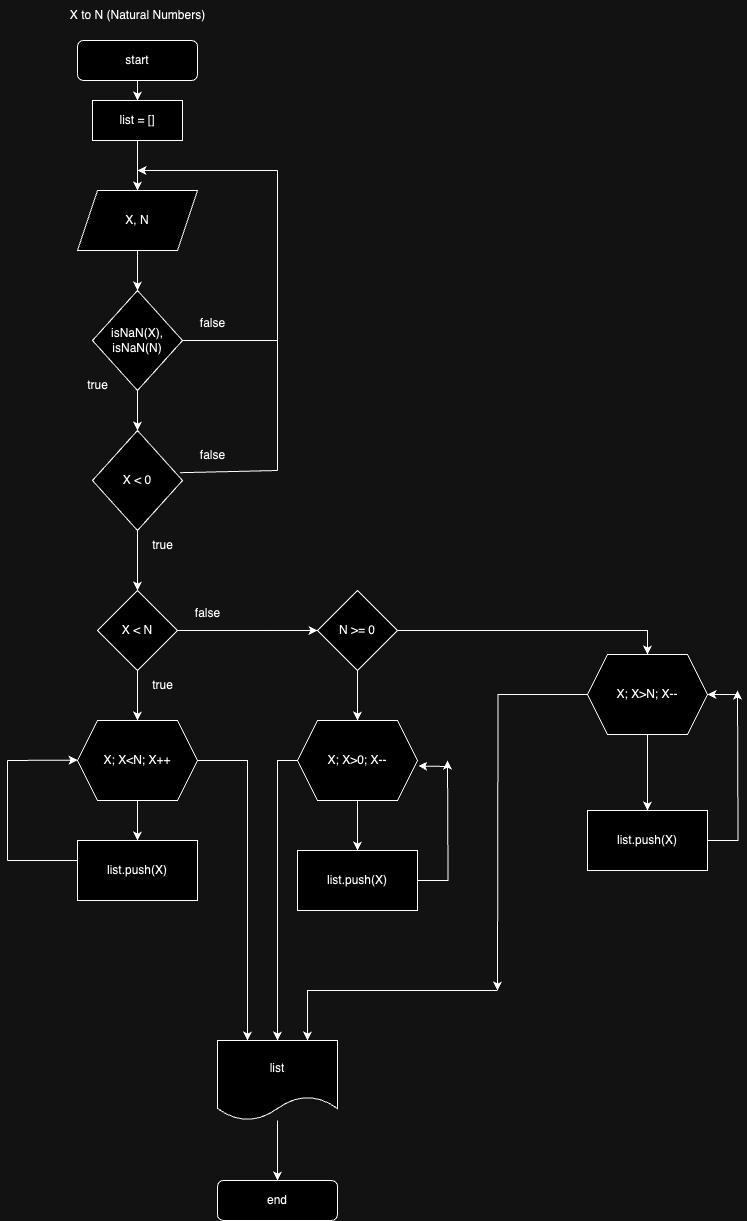 X to N (Natural Numbers)
start
list = []
X, N
isNaN(X),
isNaN(N)
false
true
X < 0
false
true
X < N
false
N >= 0
true
X; X>N; X--
X; X<N; X++
X; X>0; X--
list.push(X)
list.push(X)
list.push(X)
list
end